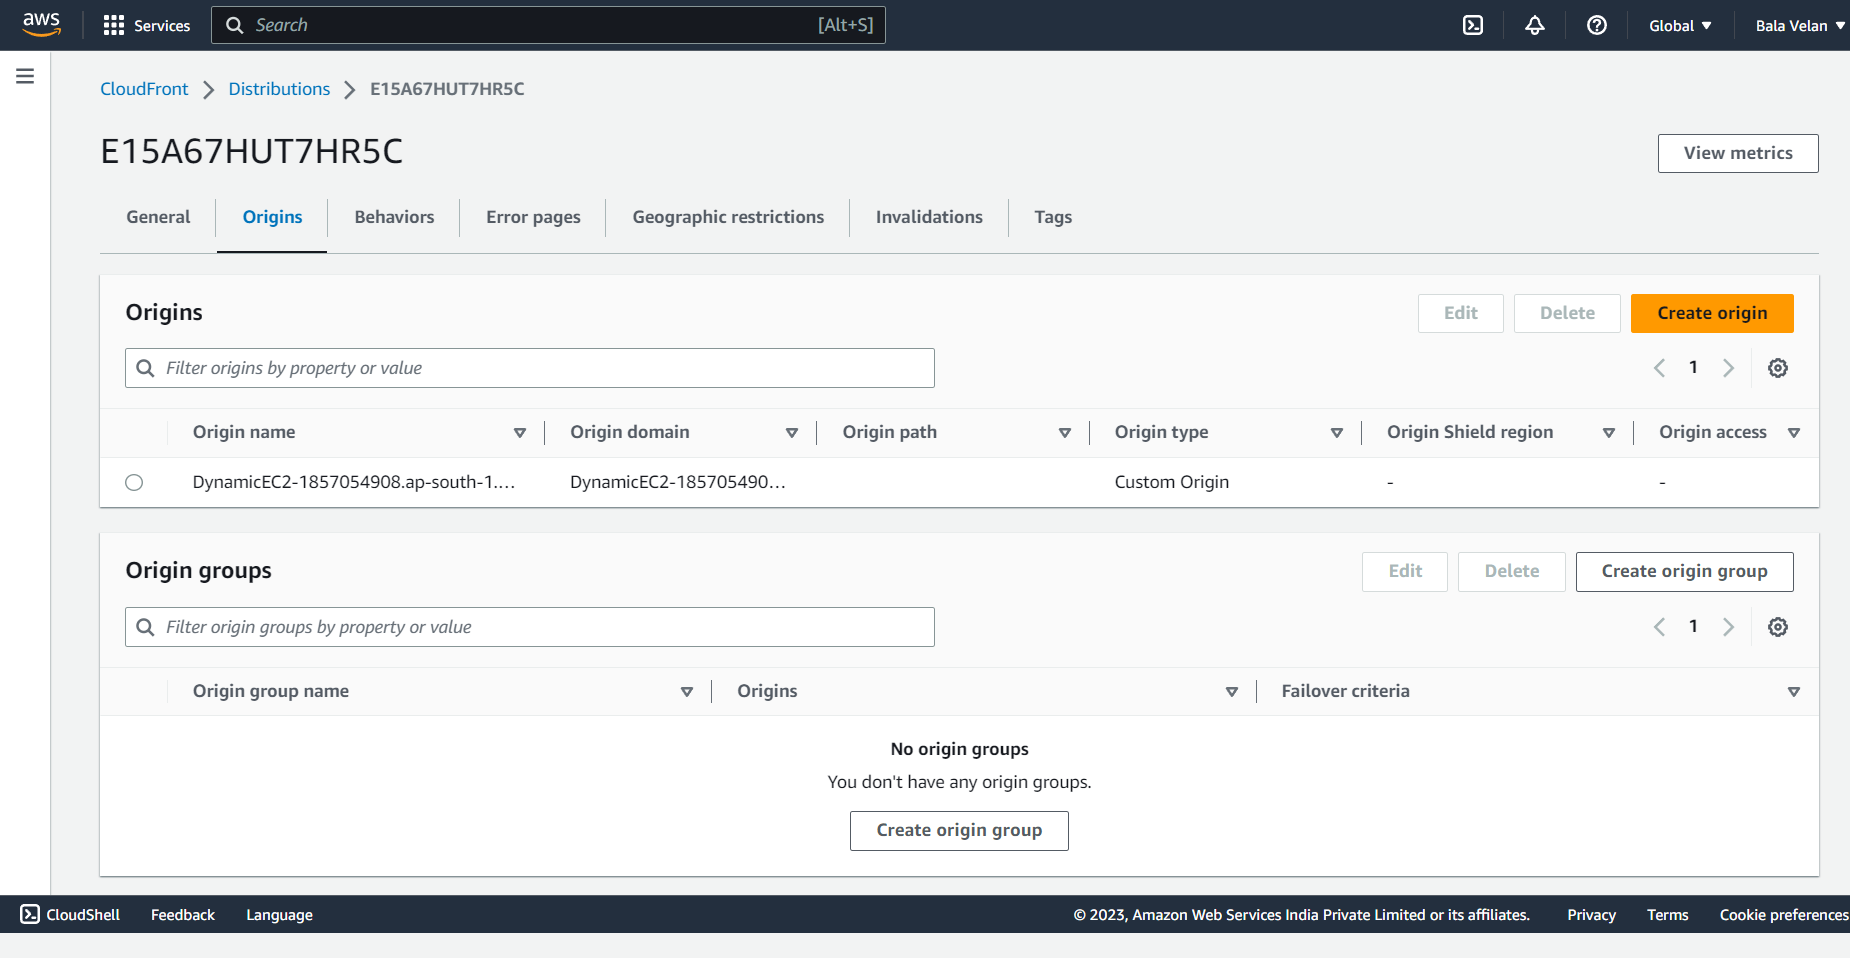 aws Services Search [Alt+S] Global Bala Velan
CloudFront Distributions E15A67HUT7HR5C
E15A67HUT7HR5C View metrics
General Origins Behaviors Error pages Geographic restrictions Invalidations Tags
Origins Edit Delete Create origin
Filter origins by property or value 1
Origin name Origin domain Origin path Origin type Origin Shield region Origin access
DynamicEC2-1857054908.ap-south-1.... DynamicEC2-185705490... Custom Origin - -
Origin groups Edit Delete Create origin group
Filter origin groups by property or value 1
Origin group name Origins Failover criteria
No origin groups
You don't have any origin groups.
Create origin group
CloudShell Feedback Language © 2023, Amazon Web Services India Private Limited or its affiliates. Privacy Terms Cookie preferences